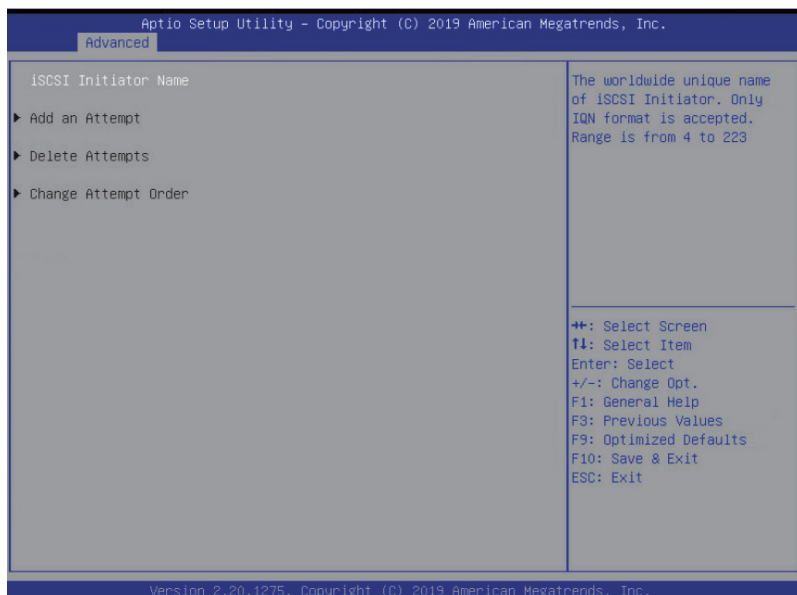 Aptio Setup Utility – Copyright (C) 2019 American Megatrends, Inc.
Advanced
iSCSI Initiator Name
▶ Add an Attempt
▶ Delete Attempts
▶ Change Attempt Order
The worldwide unique name
of iSCSI Initiator. Only
IQN format is accepted.
Range is from 4 to 223
→←: Select Screen
↑↓: Select Item
Enter: Select
+/-: Change Opt.
F1: General Help
F3: Previous Values
F9: Optimized Defaults
F10: Save & Exit
ESC: Exit
Version 2.20.1275. Copyright (C) 2019 American Megatrends, Inc.